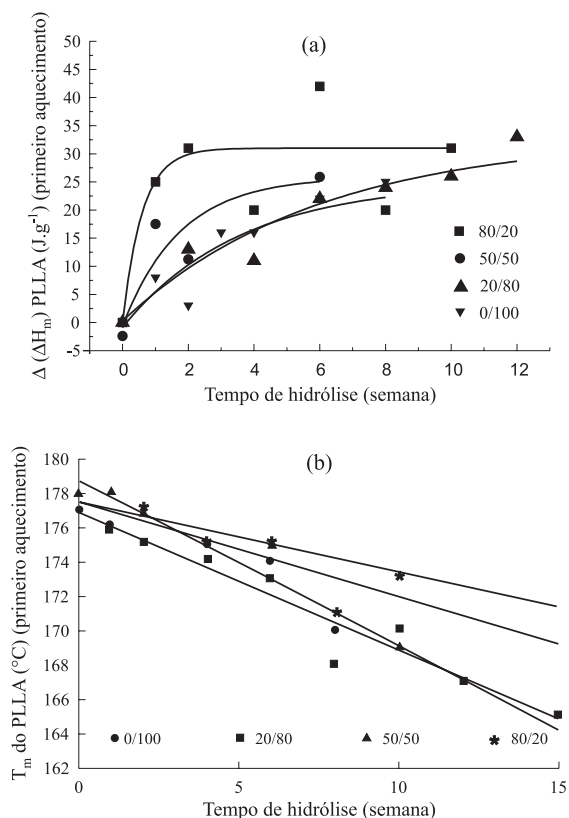 (a)
Δ (ΔHm) PLLA (J.g-1) (primeiro aquecimento)
50
45
40
35
30
25
20
15
10
5
0
-5
80/20
50/50
20/80
0/100
0 2 4 6 8 10 12
Tempo de hidrólise (semana)
(b)
Tm do PLLA (°C) (primeiro aquecimento)
180
178
176
174
172
170
168
166
164
162
0/100 20/80 50/50 80/20
0 5 10 15
Tempo de hidrólise (semana)